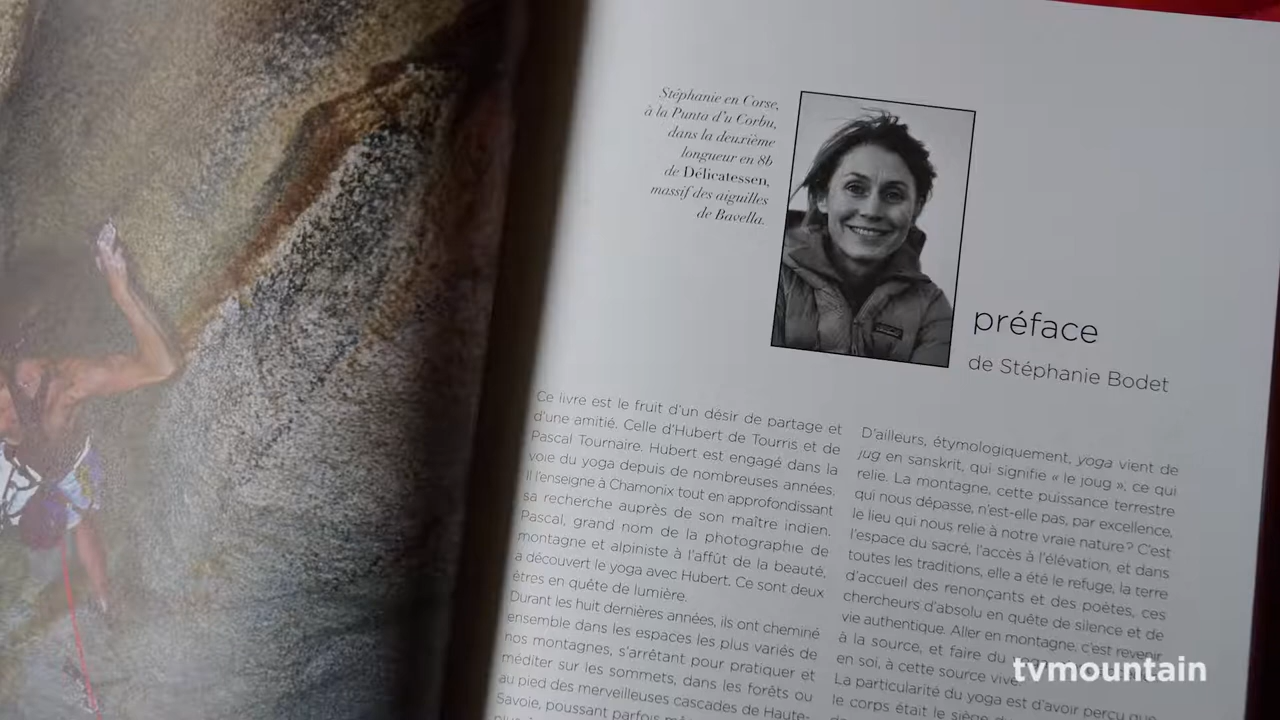 Stéphanie en Corse,
à la Punta d'u Corbu,
dans la deuxième
longueur en 8b
de Délicatessen,
massif des aiguilles
de Bavella.
préface
de Stéphanie Bodet
Ce livre est le fruit d'un désir de partage et
d'une amitié. Celle d'Hubert de Tourris et de
Pascal Tournaire. Hubert est engagé dans la
voie du yoga depuis de nombreuses années.
Il l'enseigne à Chamonix tout en approfondissant
sa recherche auprès de son maître indien.
Pascal, grand nom de la photographie de
montagne et alpiniste à l'affût de la beauté,
a découvert le yoga avec Hubert. Ce sont deux
êtres en quête de lumière.
Durant les huit dernières années, ils ont cheminé
ensemble dans les espaces les plus variés de
nos montagnes, s'arrêtant pour pratiquer et
méditer sur les sommets, dans les forêts ou
au pied des merveilleuses cascades de Haute-
Savoie, poussant parfois
D'ailleurs, étymologiquement, yoga vient de
jug en sanskrit, qui signifie « le joug », ce qui
relie. La montagne, cette puissance terrestre
qui nous dépasse, n'est-elle pas, par excellence,
le lieu qui nous relie à notre vraie nature ? C'est
l'espace du sacré, l'accès à l'élévation, et dans
toutes les traditions, elle a été le refuge, la terre
d'accueil des renonçants et des poètes, ces
chercheurs d'absolu en quête de silence et de
vie authentique. Aller en montagne, c'est revenir
à la source, et faire du
en soi, à cette source vive
La particularité du yoga est d'avoir perçu que
le corps était le siège
tvmountain